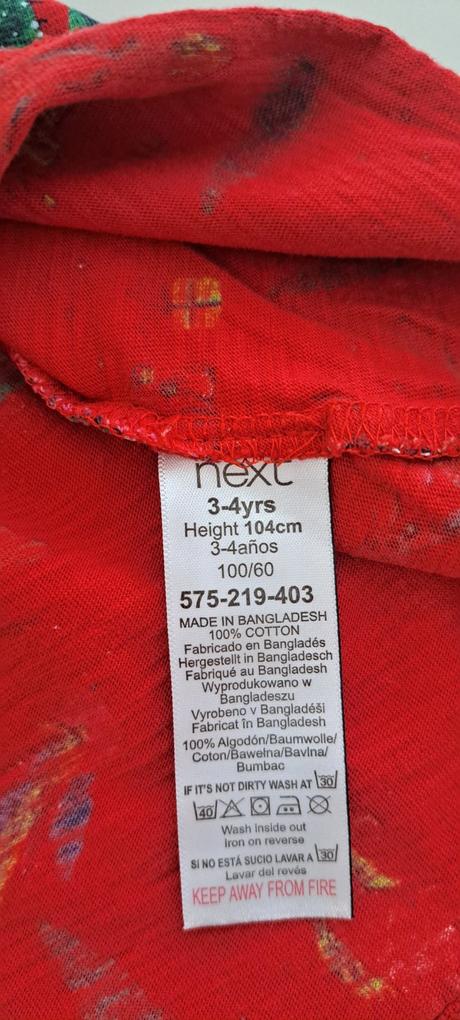 next
3-4yrs
Height 104cm
3-4años
100/60
575-219-403
MADE IN BANGLADESH
100% COTTON
Fabricado en Bangladés
Hergestellt in Bangladesch
Fabriqué au Bangladesh
Wyprodukowano w
Bangladeszu
Vyrobeno v Bangladéši
Fabricat în Bangladesh
100% Algodón/Baumwolle/
Coton/Bawełna/Bavlna/
Bumbac
IF IT'S NOT DIRTY WASH AT 30
40
Wash inside out
Iron on reverse
SI NO ESTÁ SUCIO LAVAR A 30
Lavar del revés
KEEP AWAY FROM FIRE